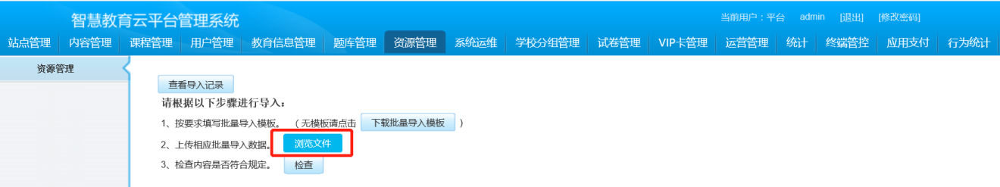 智慧教育云平台管理系统
当前用户：平台 admin [退出] [修改密码]
站点管理 内容管理 课程管理 用户管理 教育信息管理 题库管理 资源管理 系统运维 学校分组管理 试卷管理 VIP卡管理 运营管理 统计 终端管控 应用支付 行为统计
资源管理
查看导入记录
请根据以下步骤进行导入：
1、按要求填写批量导入模板。 （无模板请点击 下载批量导入模板 ）
2、上传相应批量导入数据。 浏览文件
3、检查内容是否符合规定。 检查